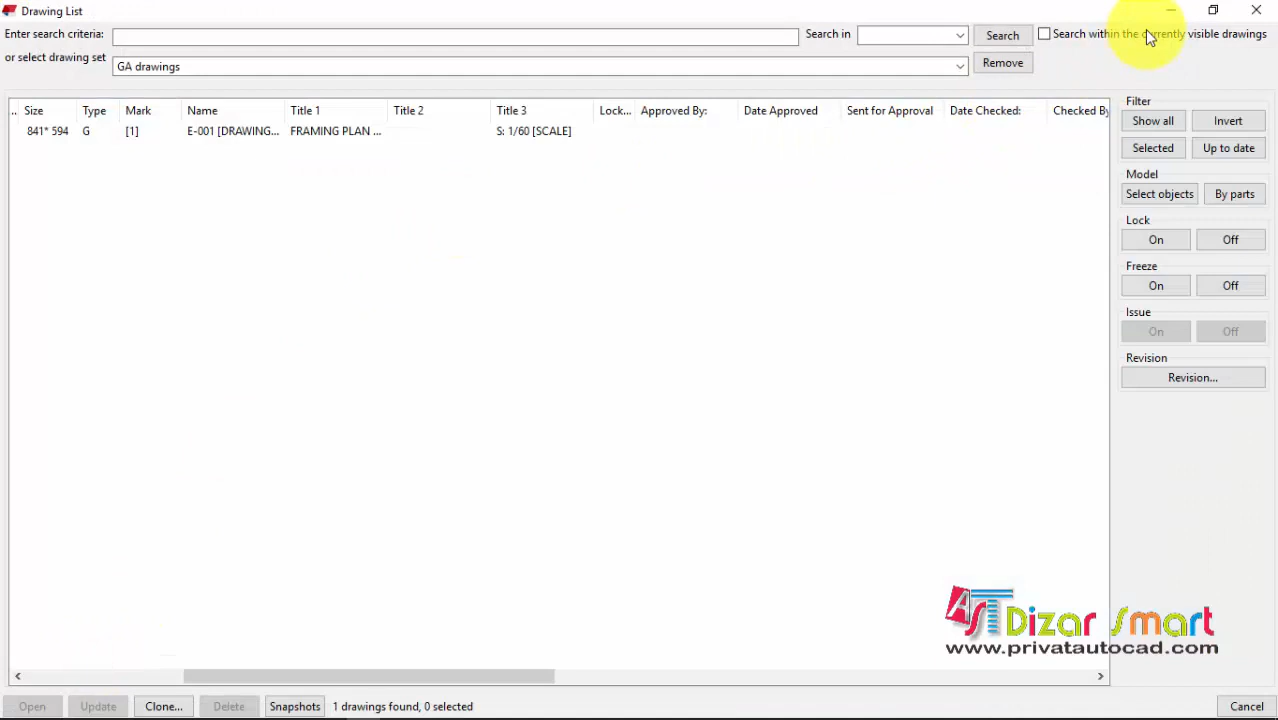 Drawing List
Enter search criteria: Search in Search Search within the currently visible drawings
or select drawing set GA drawings Remove
.. Size Type Mark Name Title 1 Title 2 Title 3 Lock... Approved By: Date Approved Sent for Approval Date Checked: Checked By
841* 594 G [1] E-001 [DRAWING... FRAMING PLAN ... S: 1/60 [SCALE]
Filter
Show all Invert
Selected Up to date
Model
Select objects By parts
Lock
On Off
Freeze
On Off
Issue
On Off
Revision
Revision...
AST Dizar Smart
www.privatautocad.com
Open Update Clone... Delete Snapshots 1 drawings found, 0 selected Cancel